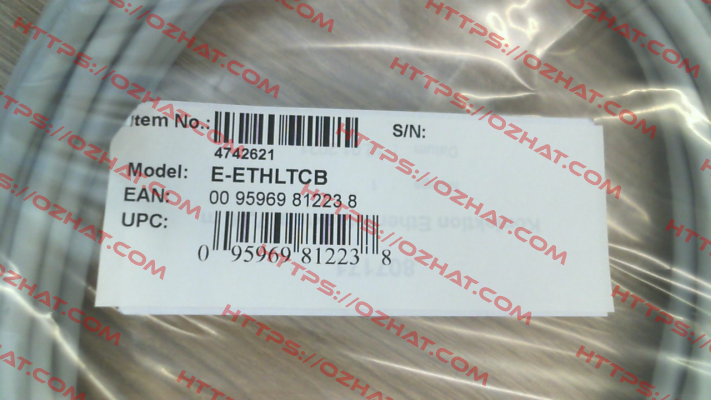 Item No.:
S/N:
4742621
Model: E-ETHLTCB
EAN: 00 95969 81223 8
UPC:
0 95969 81223 8
HTTPS://OZHAT.COM